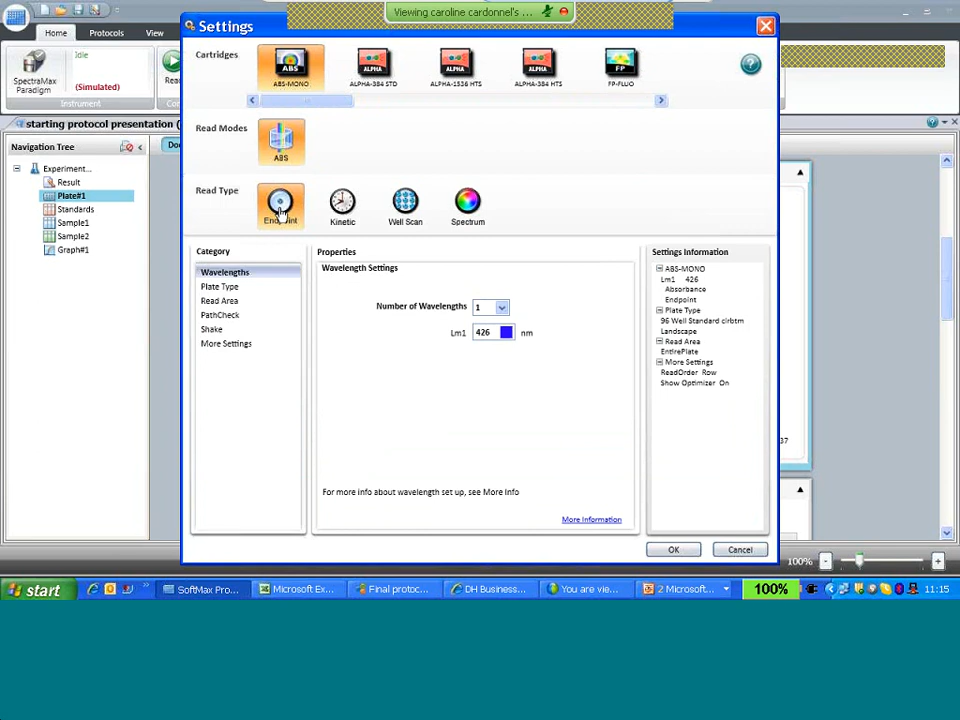 Viewing caroline cardonnel's ...
Settings
Home
Protocols
View
Cartridges
ABS
ABS-MONO
ALPHA
ALPHA-384 STD
ALPHA
ALPHA-1536 HTS
ALPHA
ALPHA-384 HTS
FP
FP-FLUO
SpectraMax
Paradigm
Idle
(Simulated)
Instrument
Read Modes
ABS
starting protocol presentation (
Navigation Tree
Experiment...
Result
Plate#1
Standards
Sample1
Sample2
Graph#1
Read Type
Endpoint
Kinetic
Well Scan
Spectrum
Category
Wavelengths
Plate Type
Read Area
PathCheck
Shake
More Settings
Properties
Wavelength Settings
Number of Wavelengths 1
Lm1 426 nm
For more info about wavelength set up, see More Info
More Information
Settings Information
ABS-MONO
Lm1 426
Absorbance
Endpoint
Plate Type
96 Well Standard clrbtm
Landscape
Read Area
EntirePlate
More Settings
ReadOrder Row
Show Optimizer On
OK
Cancel
37
100% - +
start
SoftMax Pro...
Microsoft Ex...
Final protoc...
DH Business...
You are vie...
2 Microsoft...
100%
11:15